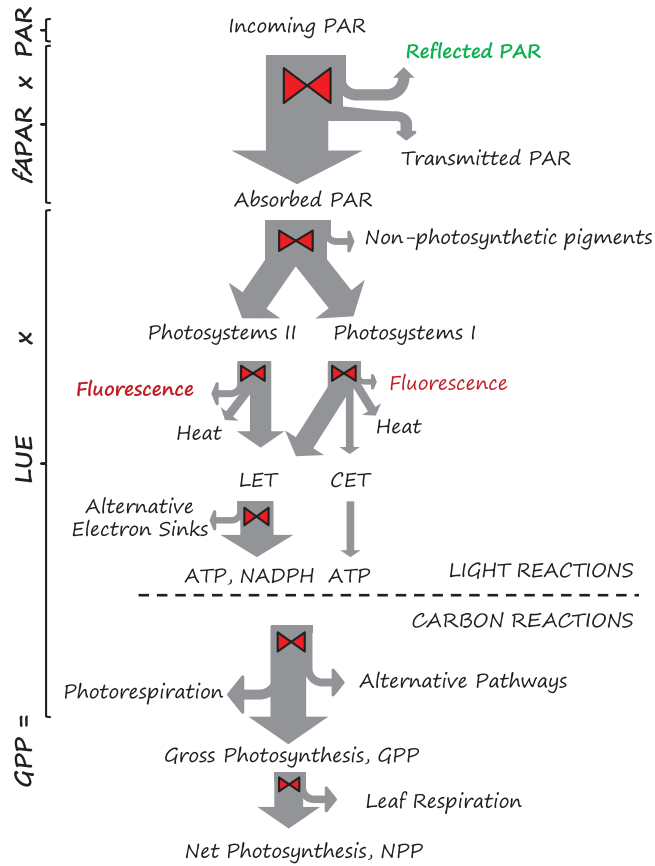 PAR
Incoming PAR
Reflected PAR
x
fAPAR
Transmitted PAR
Absorbed PAR
Non-photosynthetic pigments
x
Photosystems II
Photosystems I
Fluorescence
Fluorescence
Heat
Heat
LUE
LET
CET
Alternative
Electron Sinks
ATP, NADPH
ATP
LIGHT REACTIONS
CARBON REACTIONS
Photorespiration
Alternative Pathways
GPP =
Gross Photosynthesis, GPP
Leaf Respiration
Net Photosynthesis, NPP